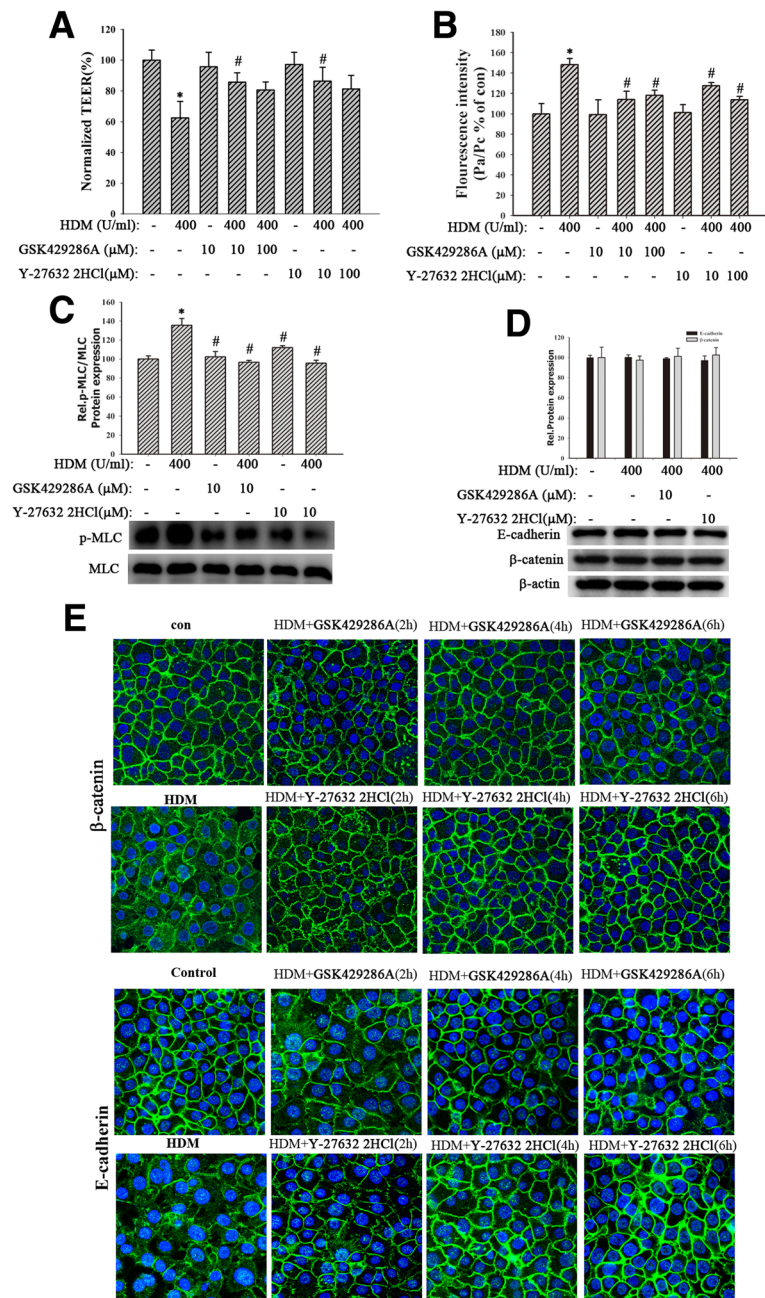 A
Normalized TEER(%)
120
100
80
60
40
20
0
*
#
#
HDM (U/ml): - 400 - 400 400 - 400 400
GSK429286A (μM): - - 10 10 100 - - -
Y-27632 2HCl(μM): - - - - - 10 10 100
B
Flourescence intensity
(Pa/Pc % of con)
180
160
140
120
100
80
60
40
20
0
*
#
#
#
#
HDM (U/ml): - 400 - 400 400 - 400 400
GSK429286A (μM): - - 10 10 100 - - -
Y-27632 2HCl(μM): - - - - - 10 10 100
C
Rel.p-MLC/MLC
Protein expression
160
140
120
100
80
60
40
20
0
*
#
#
#
#
HDM (U/ml): - 400 - 400 - 400
GSK429286A (μM): - - 10 10 - -
Y-27632 2HCl(μM): - - - - 10 10
p-MLC
MLC
D
Rel.Protein expression
120
100
80
60
40
20
0
E-cadherin
β-catenin
HDM (U/ml): - 400 400 400
GSK429286A (μM): - - 10 -
Y-27632 2HCl(μM): - - - 10
E-cadherin
β-catenin
β-actin
E
β-catenin
con
HDM+GSK429286A(2h)
HDM+GSK429286A(4h)
HDM+GSK429286A(6h)
HDM
HDM+Y-27632 2HCl(2h)
HDM+Y-27632 2HCl(4h)
HDM+Y-27632 2HCl(6h)
E-cadherin
Control
HDM+GSK429286A(2h)
HDM+GSK429286A(4h)
HDM+GSK429286A(6h)
HDM
HDM+Y-27632 2HCl(2h)
HDM+Y-27632 2HCl(4h)
HDM+Y-27632 2HCl(6h)